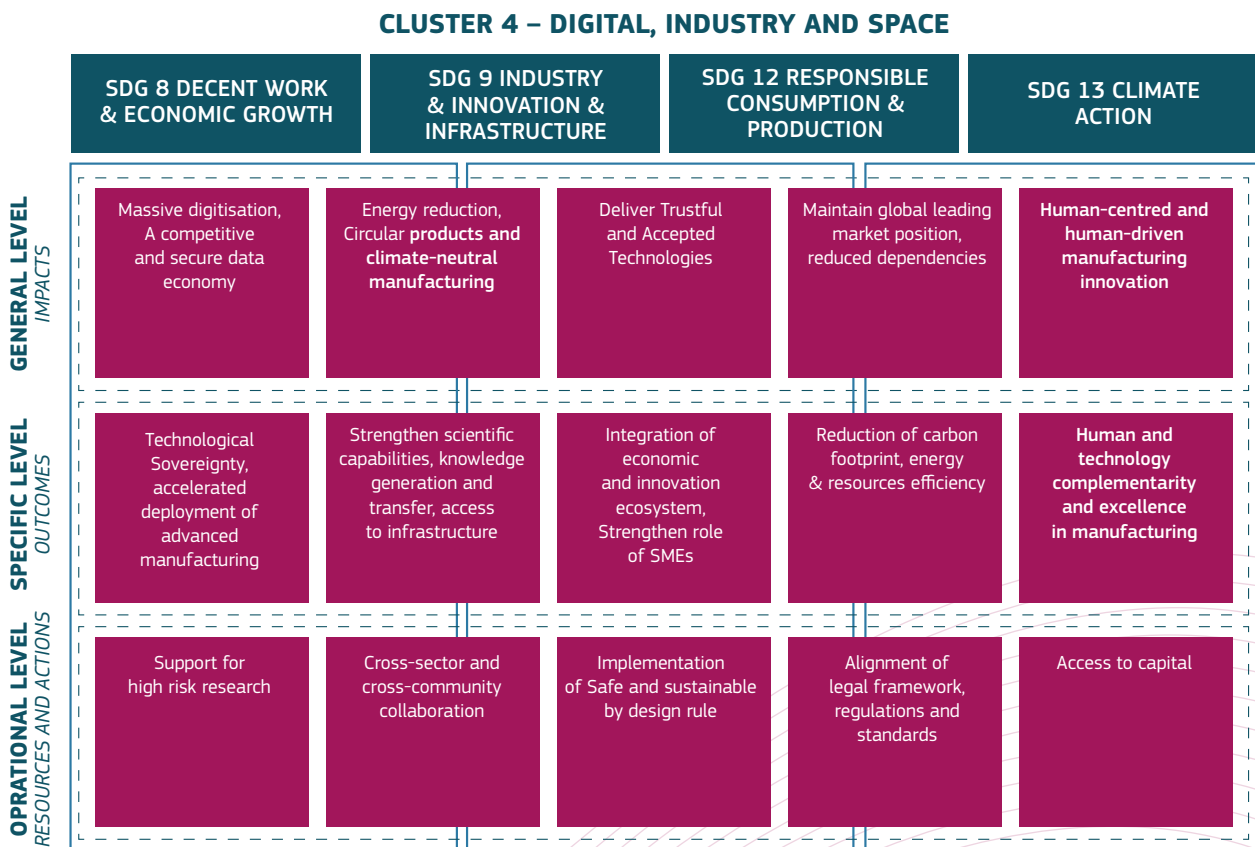 CLUSTER 4 – DIGITAL, INDUSTRY AND SPACE
SDG 8 DECENT WORK
& ECONOMIC GROWTH
SDG 9 INDUSTRY
& INNOVATION &
INFRASTRUCTURE
SDG 12 RESPONSIBLE
CONSUMPTION &
PRODUCTION
SDG 13 CLIMATE
ACTION
GENERAL LEVEL
IMPACTS
Massive digitisation,
A competitive
and secure data
economy
Energy reduction,
Circular products and
climate-neutral
manufacturing
Deliver Trustful
and Accepted
Technologies
Maintain global leading
market position,
reduced dependencies
Human-centred and
human-driven
manufacturing
innovation
SPECIFIC LEVEL
OUTCOMES
Technological
Sovereignty,
accelerated
deployment of
advanced
manufacturing
Strengthen scientific
capabilities, knowledge
generation and
transfer, access
to infrastructure
Integration of
economic
and innovation
ecosystem,
Strengthen role
of SMEs
Reduction of carbon
footprint, energy
& resources efficiency
Human and
technology
complementarity
and excellence
in manufacturing
OPRATIONAL LEVEL
RESOURCES AND ACTIONS
Support for
high risk research
Cross-sector and
cross-community
collaboration
Implementation
of Safe and sustainable
by design rule
Alignment of
legal framework,
regulations and
standards
Access to capital